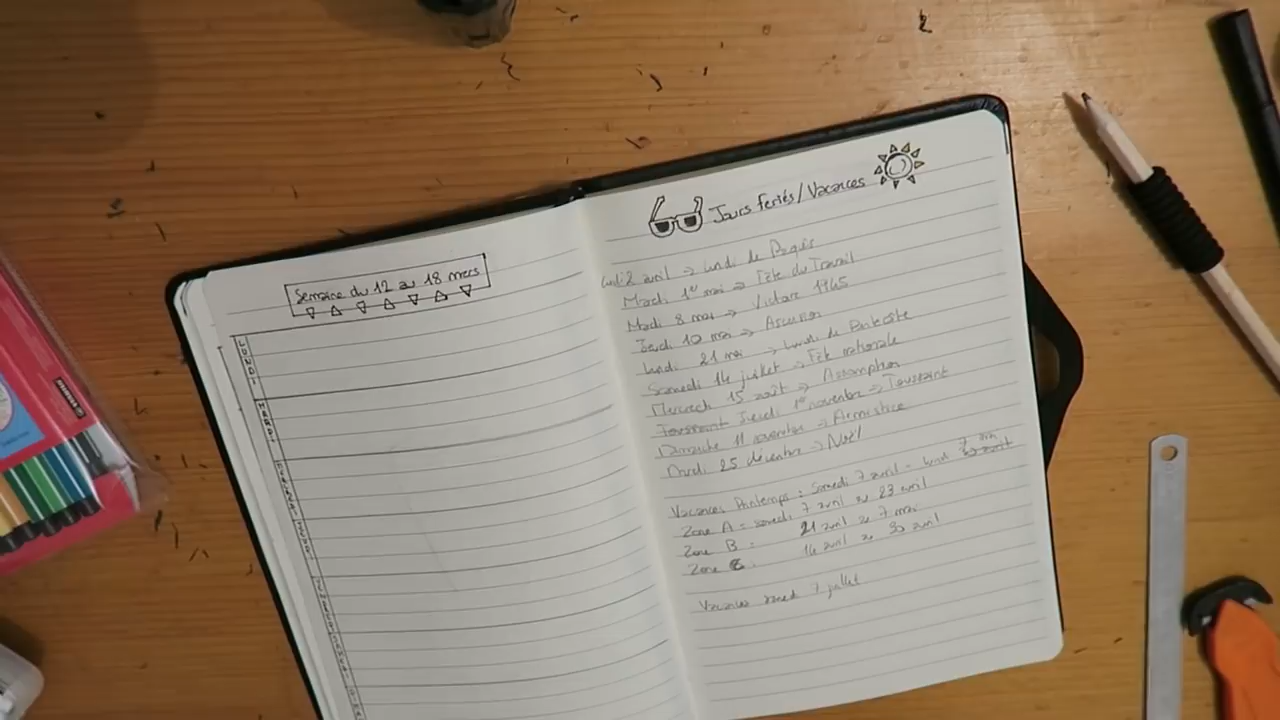 Semaine du 12 au 18 mars
LUNDI
MARDI
MERCREDI
Jours feriés / Vacances
Lundi 2 avril → Lundi de Pâques
Mardi 1er mai → Fête du Travail
Mardi 8 mai → Victoire 1945
Jeudi 10 mai → Ascension
Lundi 21 mai → Lundi de Pentecôte
Samedi 14 juillet → Fête nationale
Mercredi 15 août → Assomption
Toussaint Jeudi 1er novembre → Toussaint
Dimanche 11 novembre → Armistice
Mardi 25 décembre → Noël
7 mai
Vacances Printemps : Samedi 7 avril - lundi
Zone A = samedi 7 avril au 23 avril
Zone B : 21 avril au 7 mai
Zone C : 14 avril au 30 avril
Vacances samedi 7 juillet